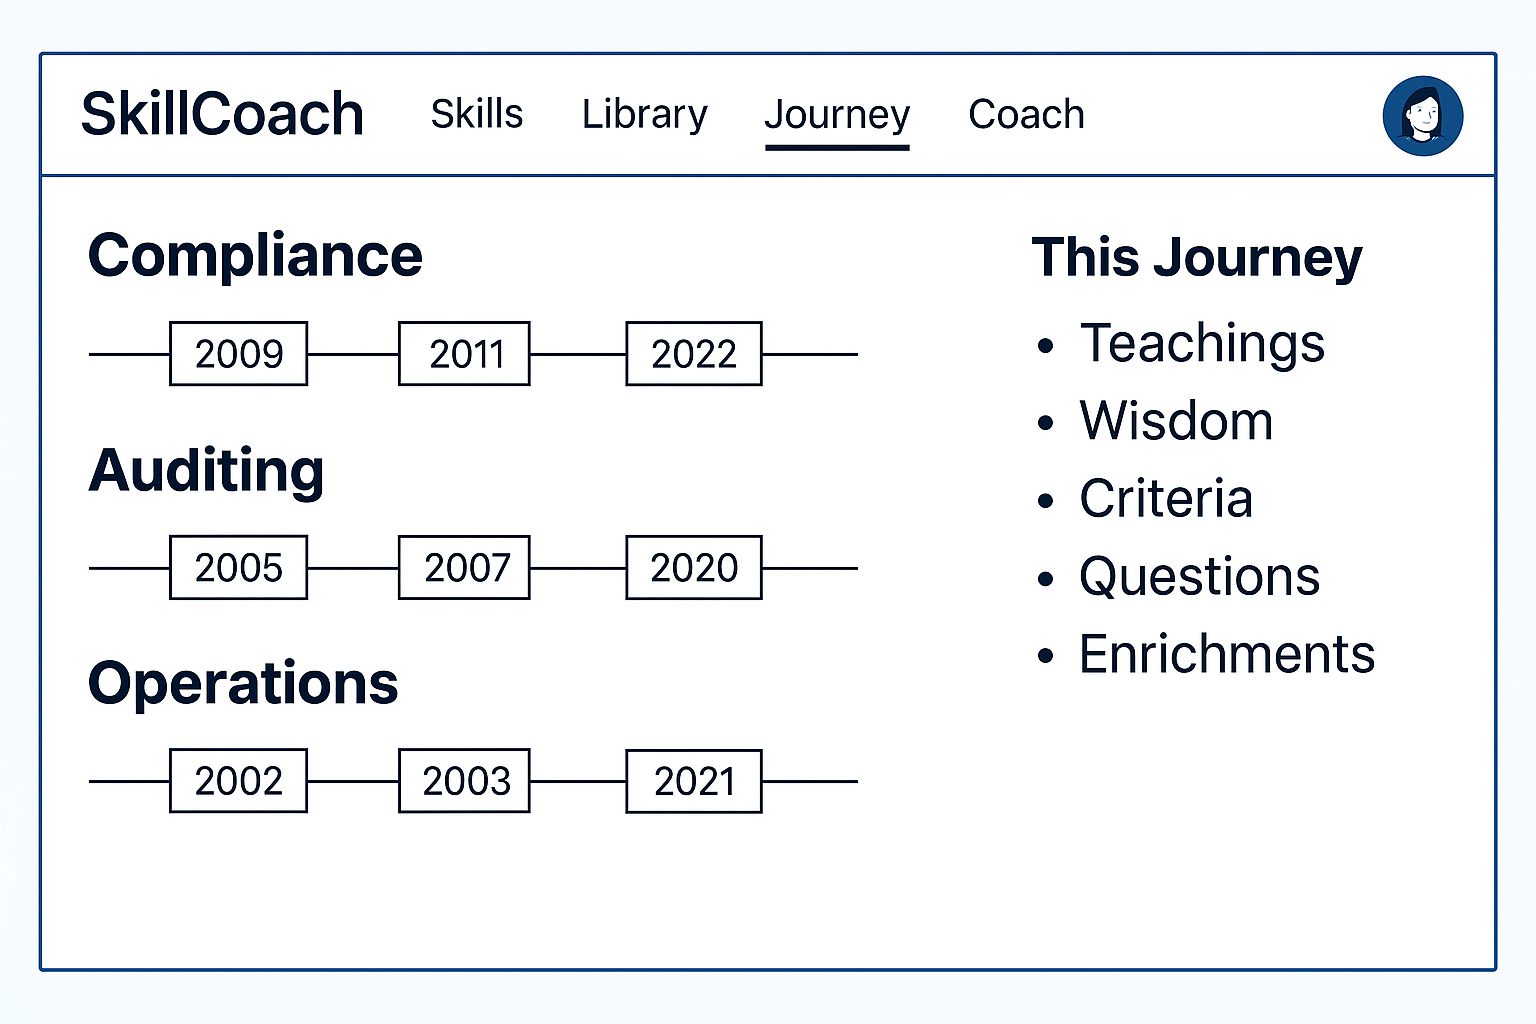 SkillCoach Skills Library Journey Coach
Compliance
2009 2011 2022
Auditing
2005 2007 2020
Operations
2002 2003 2021
This Journey
• Teachings
• Wisdom
• Criteria
• Questions
• Enrichments